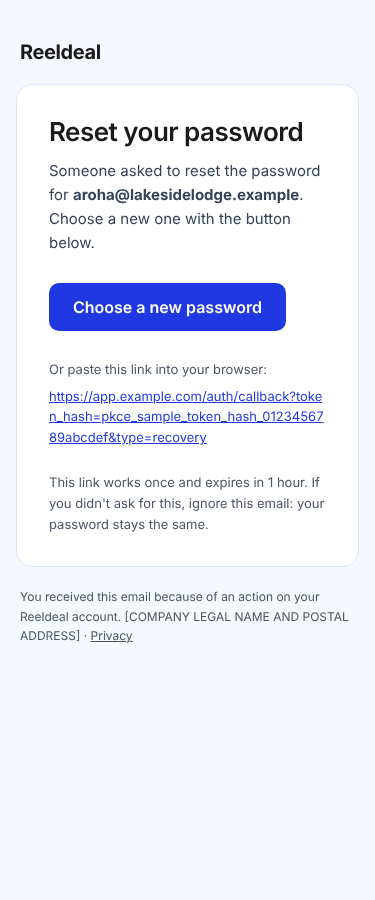 Reeldeal
Reset your password
Someone asked to reset the password
for aroha@lakesidelodge.example.
Choose a new one with the button
below.
Choose a new password
Or paste this link into your browser:
https://app.example.com/auth/callback?toke
n_hash=pkce_sample_token_hash_01234567
89abcdef&type=recovery
This link works once and expires in 1 hour. If
you didn't ask for this, ignore this email: your
password stays the same.
You received this email because of an action on your
Reeldeal account. [COMPANY LEGAL NAME AND POSTAL
ADDRESS] · Privacy